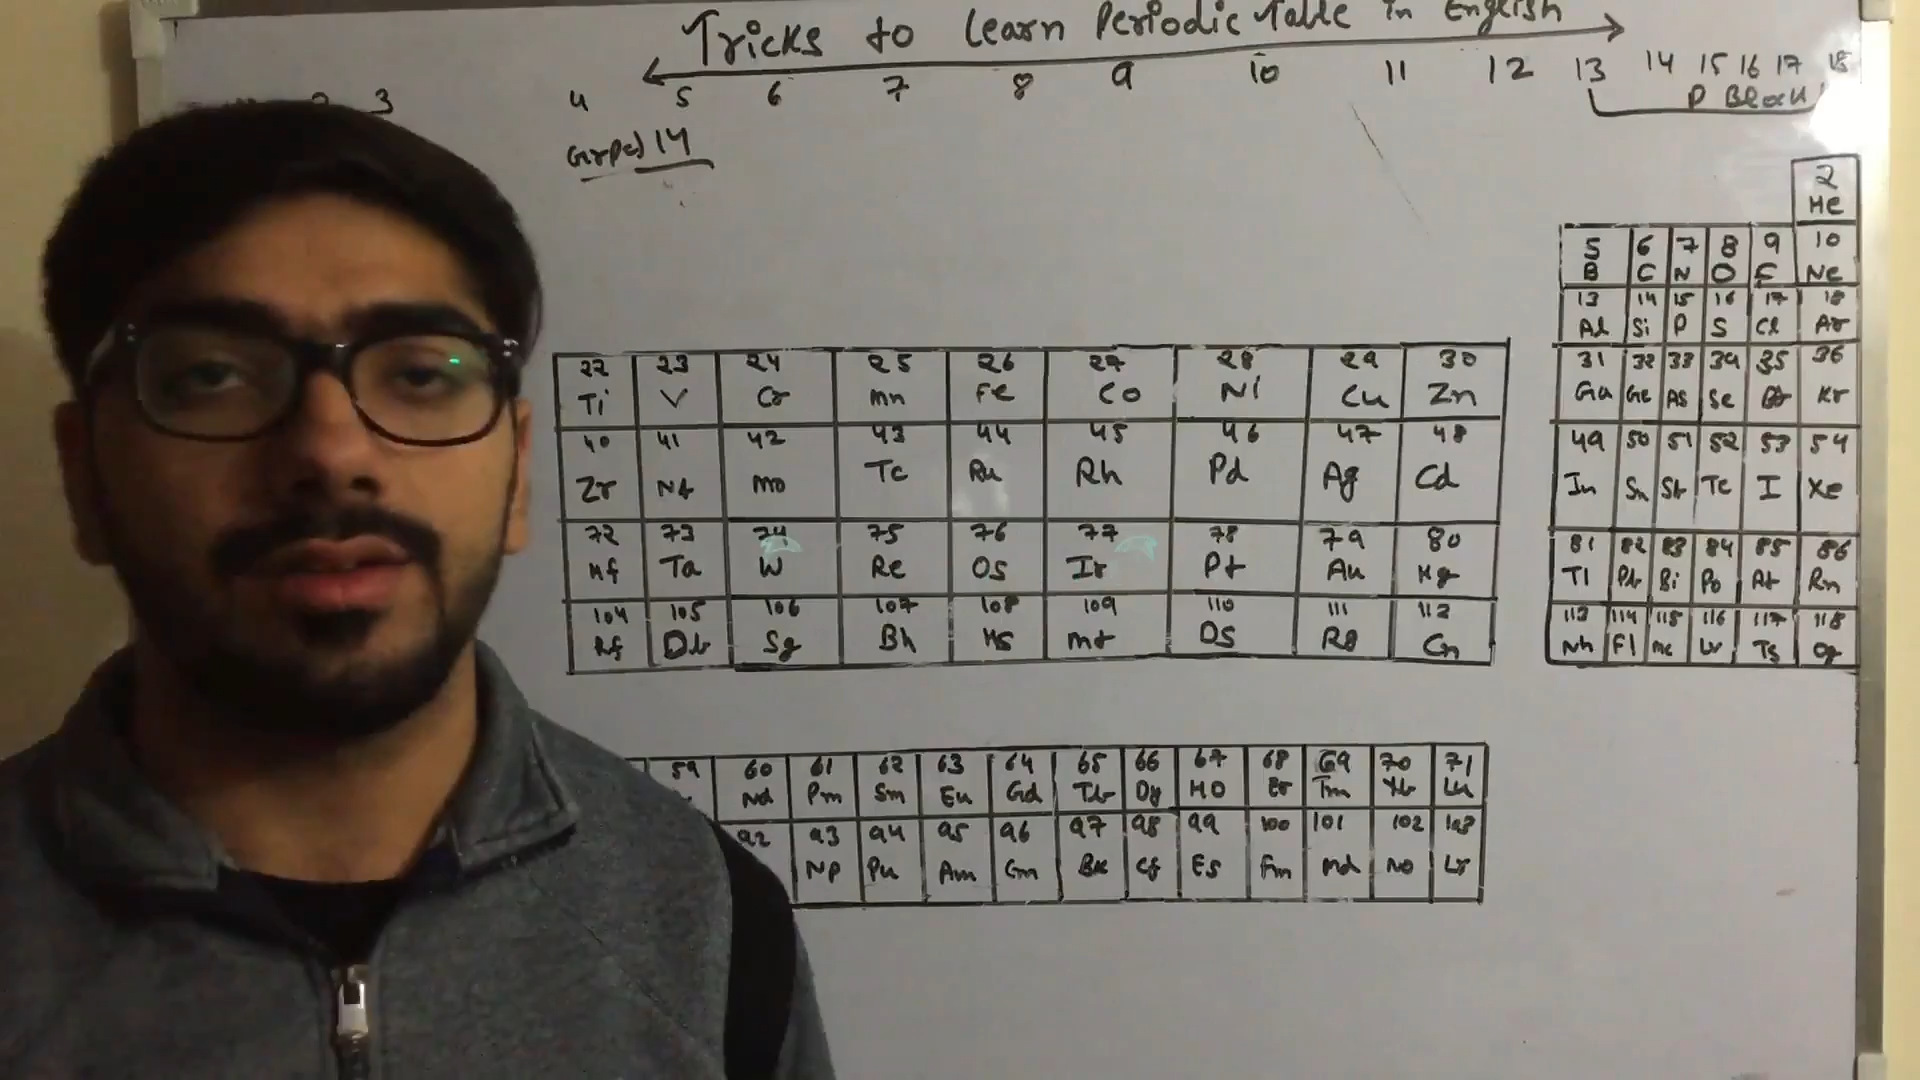 Tricks to learn Periodic Table in English
3 4 5 6 7 8 9 10 11 12 13 14 15 16 17 18
P Block
14
2
He
5 6 7 8 9 10
B C N O F Ne
13 14 15 16 17 18
Al Si P S Cl Ar
22 23 24 25 26 27 28 29 30 31 32 33 34 35 36
Ti V Cr Mn Fe Co Ni Cu Zn Ga Ge As Se Br Kr
40 41 42 43 44 45 46 47 48 49 50 51 52 53 54
Zr Nb Mo Tc Ru Rh Pd Ag Cd In Sn Sb Te I Xe
72 73 74 75 76 77 78 79 80 81 82 83 84 85 86
Hf Ta W Re Os Ir Pt Au Hg Tl Pb Bi Po At Rn
104 105 106 107 108 109 110 111 112 113 114 115 116 117 118
Rf Db Sg Bh Hs Mt Ds Rg Cn Nh Fl Mc Lv Ts Og
59 60 61 62 63 64 65 66 67 68 69 70 71
Nd Pm Sm Eu Gd Tb Dy Ho Er Tm Yb Lu
92 93 94 95 96 97 98 99 100 101 102 103
Np Pu Am Cm Bk Cf Es Fm Md No Lr